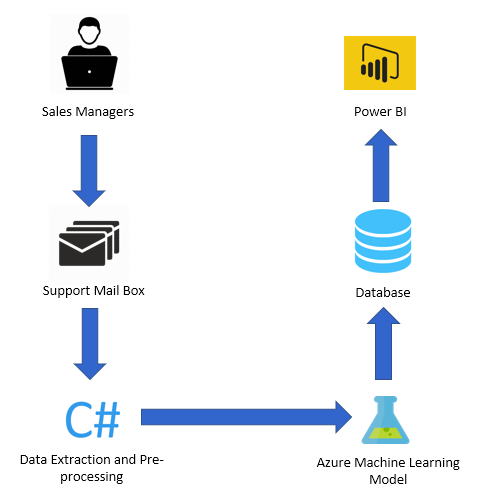 Sales Managers
Power BI
Support Mail Box
Database
C#
Data Extraction and Pre-
processing
Azure Machine Learning
Model